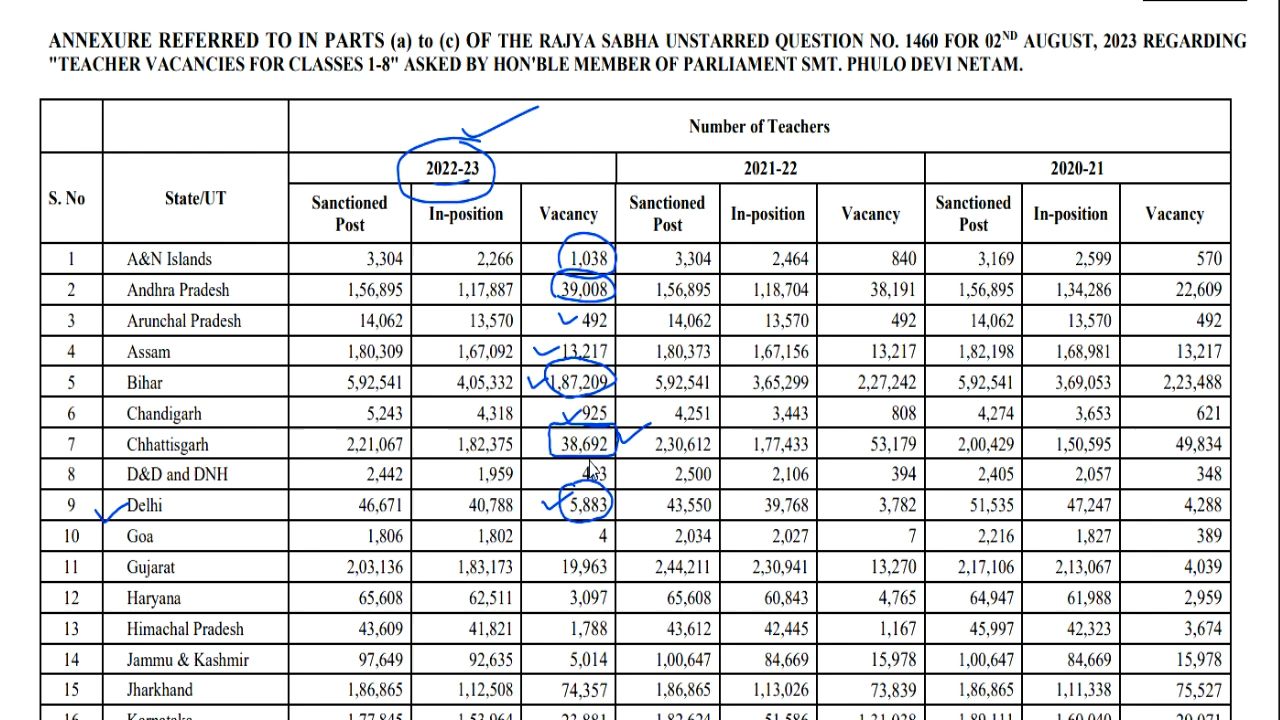 ANNEXURE REFERRED TO IN PARTS (a) to (c) OF THE RAJYA SABHA UNSTARRED QUESTION NO. 1460 FOR 02ND AUGUST, 2023 REGARDING
"TEACHER VACANCIES FOR CLASSES 1-8" ASKED BY HON'BLE MEMBER OF PARLIAMENT SMT. PHULO DEVI NETAM.
Number of Teachers
2022-23 2021-22 2020-21
S. No State/UT Sanctioned Post In-position Vacancy Sanctioned Post In-position Vacancy Sanctioned Post In-position Vacancy
1 A&N Islands 3,304 2,266 1,038 3,304 2,464 840 3,169 2,599 570
2 Andhra Pradesh 1,56,895 1,17,887 39,008 1,56,895 1,18,704 38,191 1,56,895 1,34,286 22,609
3 Arunchal Pradesh 14,062 13,570 492 14,062 13,570 492 14,062 13,570 492
4 Assam 1,80,309 1,67,092 13,217 1,80,373 1,67,156 13,217 1,82,198 1,68,981 13,217
5 Bihar 5,92,541 4,05,332 1,87,209 5,92,541 3,65,299 2,27,242 5,92,541 3,69,053 2,23,488
6 Chandigarh 5,243 4,318 925 4,251 3,443 808 4,274 3,653 621
7 Chhattisgarh 2,21,067 1,82,375 38,692 2,30,612 1,77,433 53,179 2,00,429 1,50,595 49,834
8 D&D and DNH 2,442 1,959 483 2,500 2,106 394 2,405 2,057 348
9 Delhi 46,671 40,788 5,883 43,550 39,768 3,782 51,535 47,247 4,288
10 Goa 1,806 1,802 4 2,034 2,027 7 2,216 1,827 389
11 Gujarat 2,03,136 1,83,173 19,963 2,44,211 2,30,941 13,270 2,17,106 2,13,067 4,039
12 Haryana 65,608 62,511 3,097 65,608 60,843 4,765 64,947 61,988 2,959
13 Himachal Pradesh 43,609 41,821 1,788 43,612 42,445 1,167 45,997 42,323 3,674
14 Jammu & Kashmir 97,649 92,635 5,014 1,00,647 84,669 15,978 1,00,647 84,669 15,978
15 Jharkhand 1,86,865 1,12,508 74,357 1,86,865 1,13,026 73,839 1,86,865 1,11,338 75,527